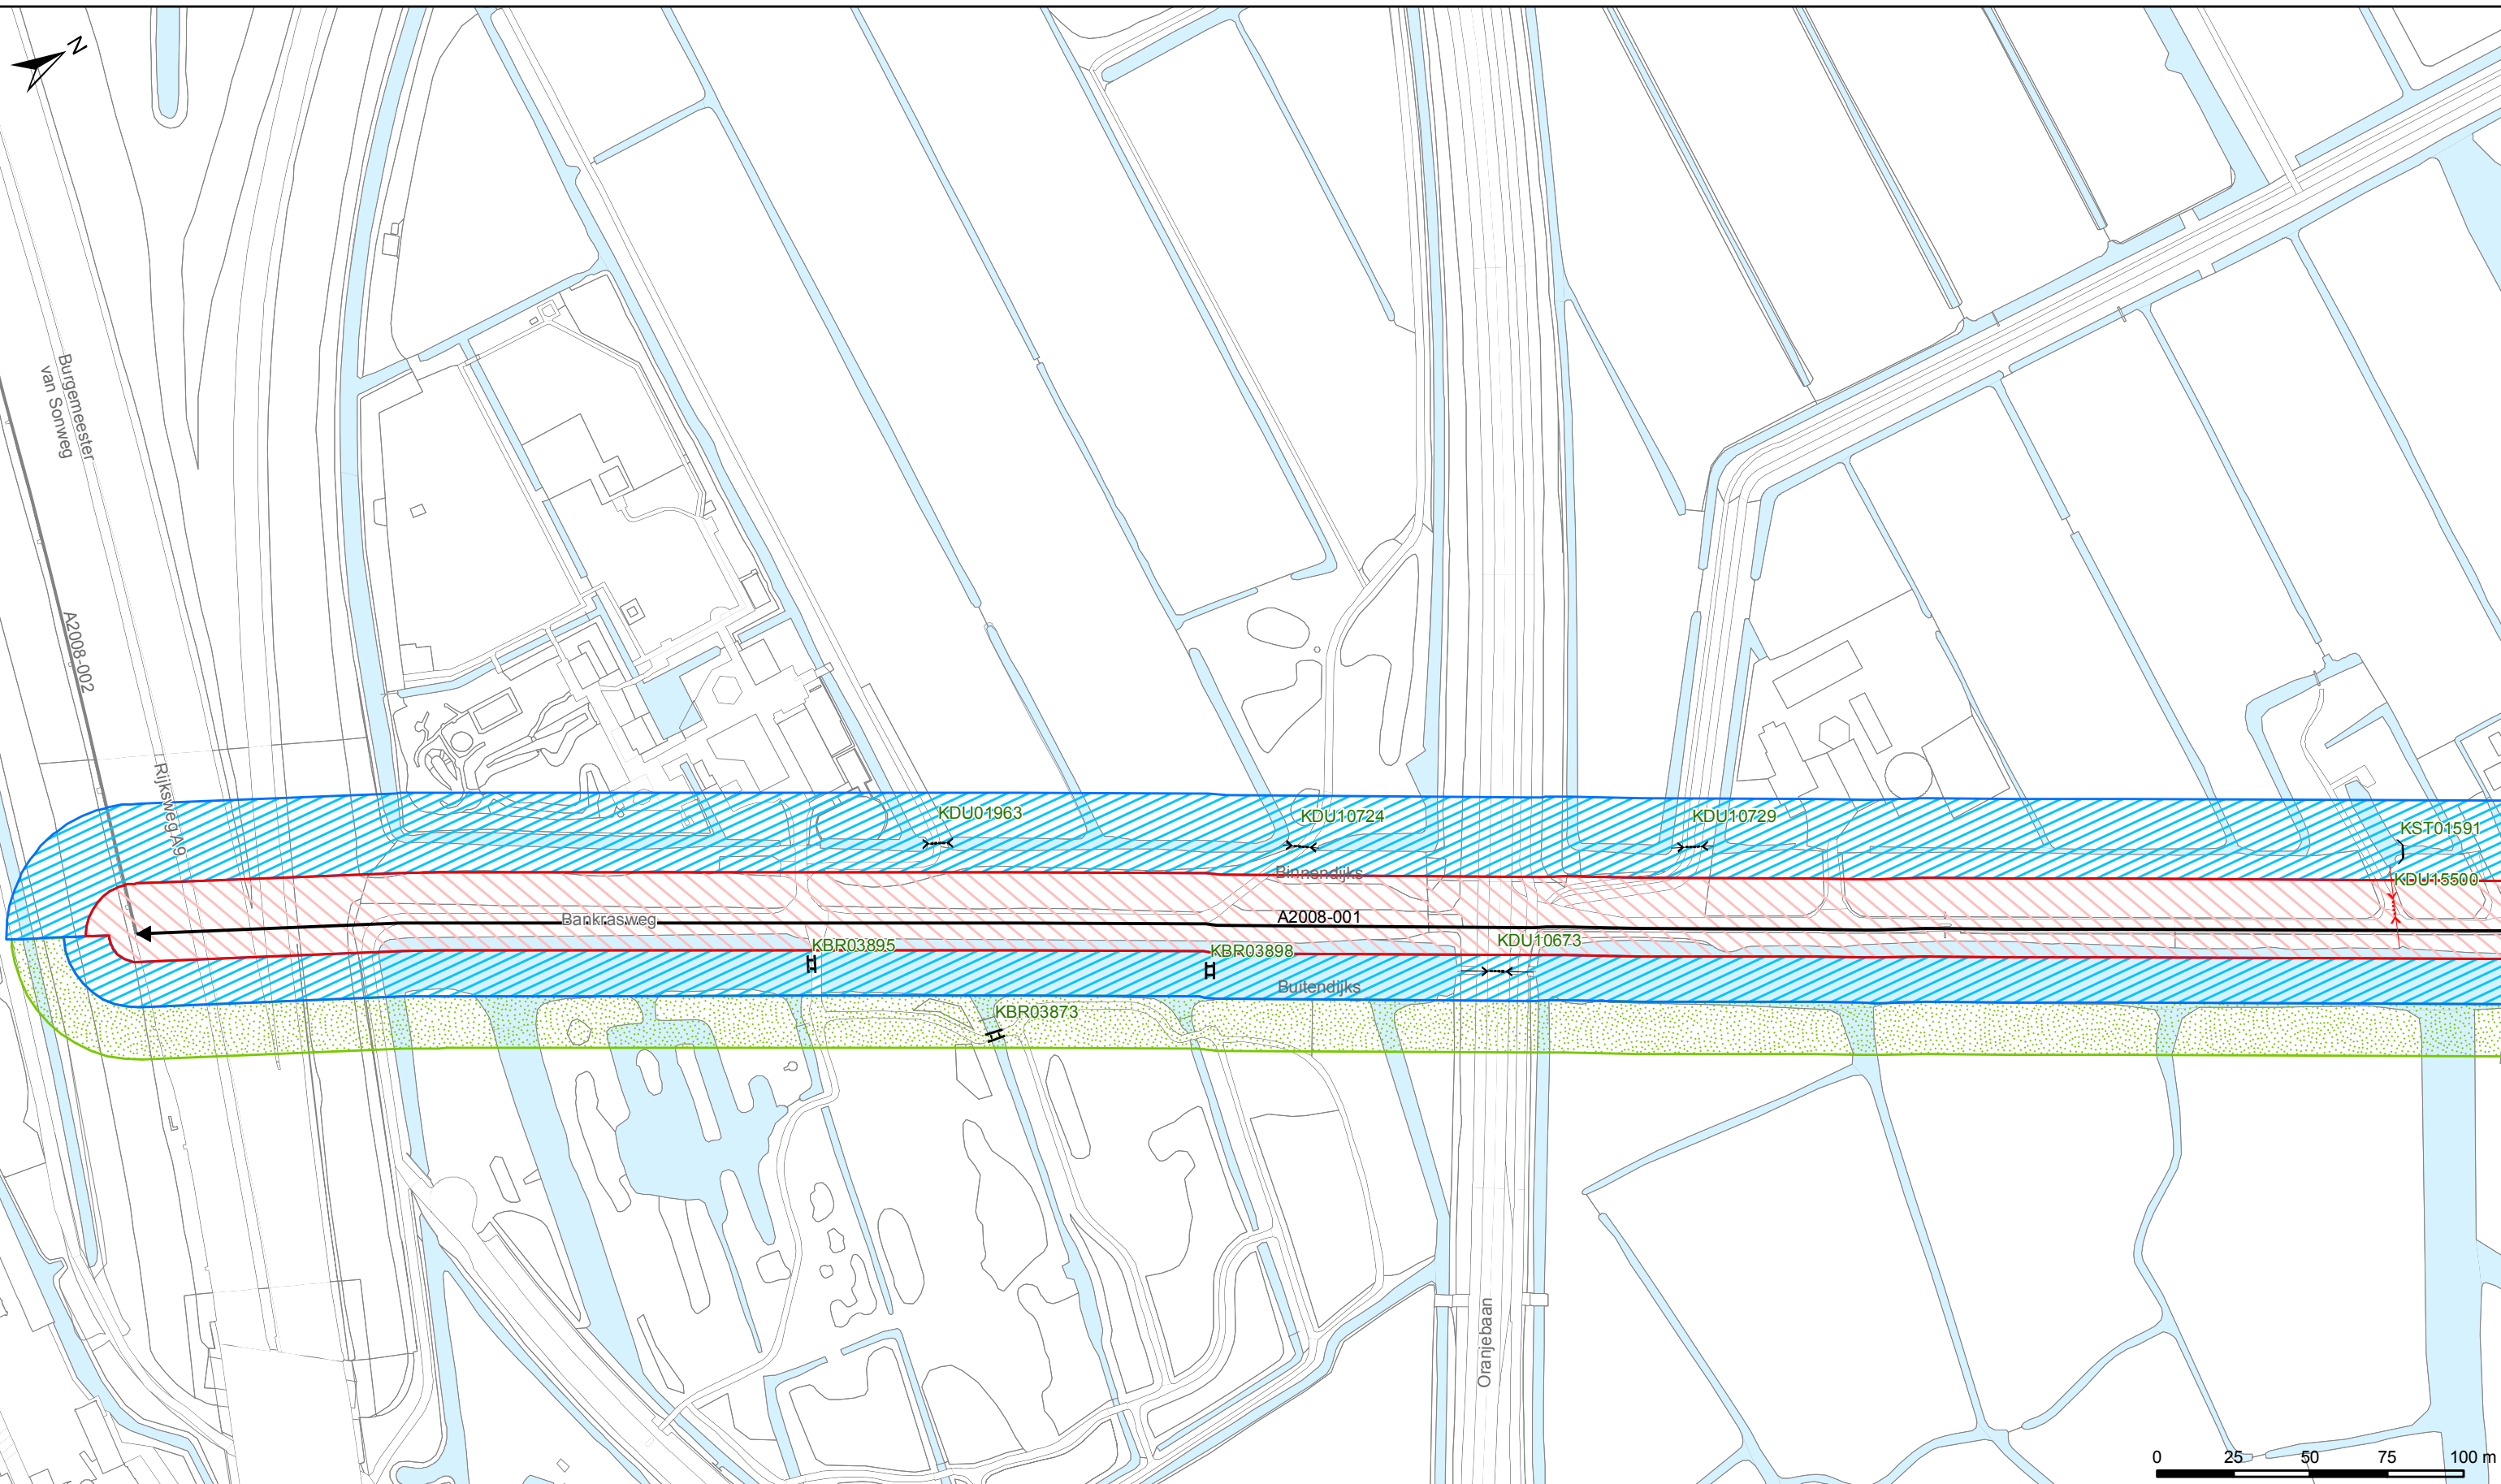 N
Burgemeester
van Sonweg
A2008-002
Rijksweg A9
KDU01963
KDU10724
KDU10729
KST01591
Binnendijks
KDU15500
Bankrasweg
A2008-001
KBR03895
KBR03898
KDU10673
Buitendijks
KBR03873
Oranjebaan
0 25 50 75 100 m